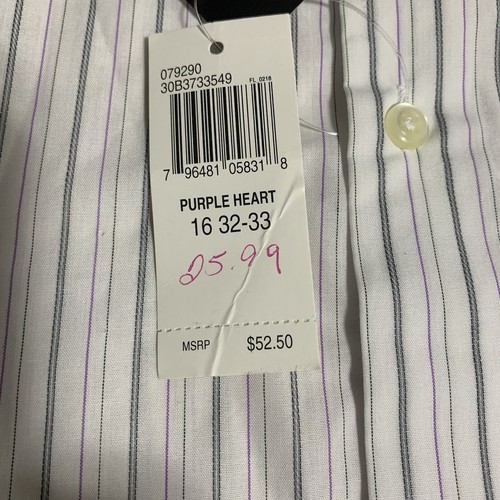 079290
30B3733549 FL 0218
7 96481 05831 8
PURPLE HEART
16 32-33
25.99
MSRP $52.50